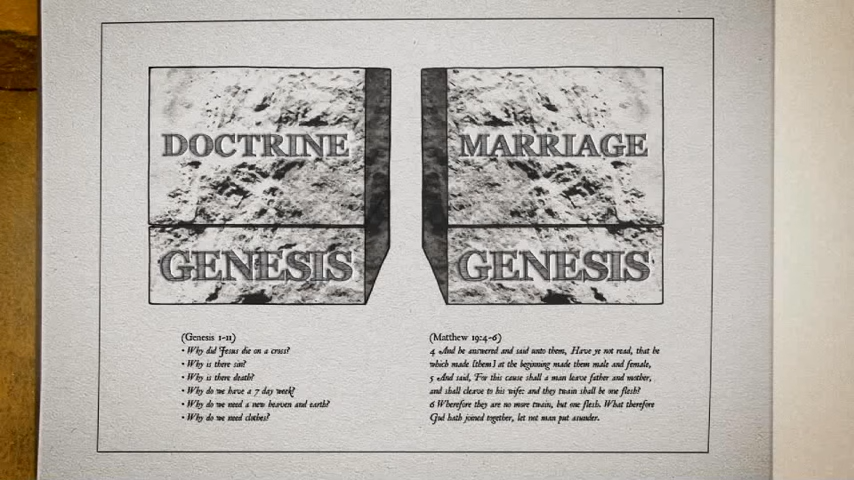 DOCTRINE
GENESIS
(Genesis 1-11)
• Why did Jesus die on a cross?
• Why is there sin?
• Why is there death?
• Why do we have a 7 day week?
• Why do we need a new heaven and earth?
• Why do we need clothes?
MARRIAGE
GENESIS
(Matthew 19:4-6)
4 And he answered and said unto them, Have ye not read, that he
which made [them] at the beginning made them male and female,
5 And said, For this cause shall a man leave father and mother,
and shall cleave to his wife: and they twain shall be one flesh?
6 Wherefore they are no more twain, but one flesh. What therefore
God hath joined together, let not man put asunder.